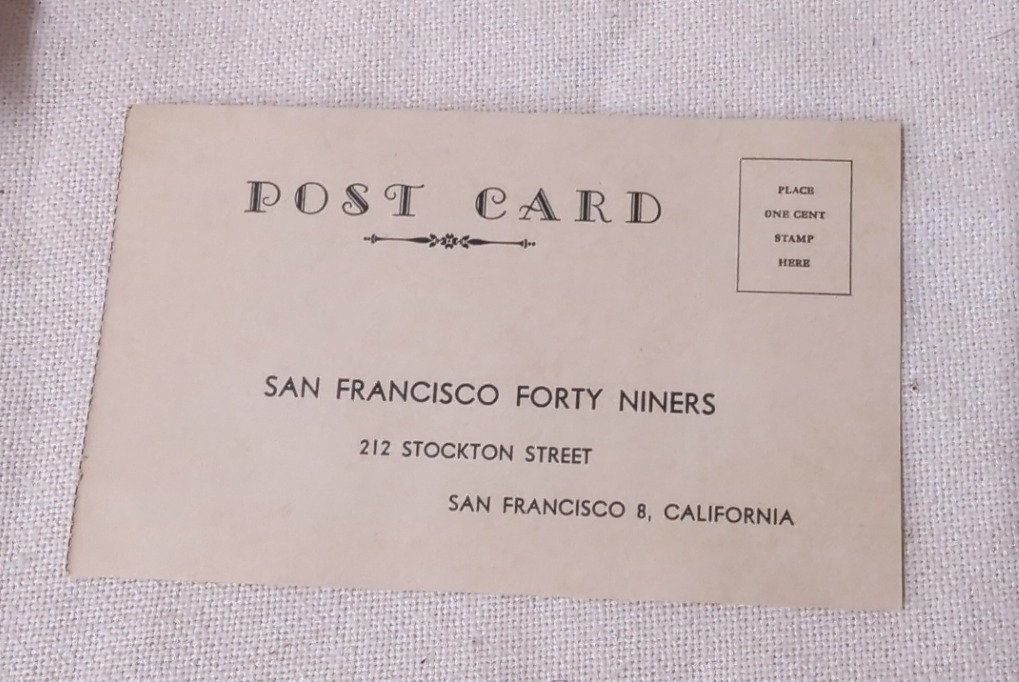 POST CARD
PLACE
ONE CENT
STAMP
HERE
SAN FRANCISCO FORTY NINERS
212 STOCKTON STREET
SAN FRANCISCO 8, CALIFORNIA